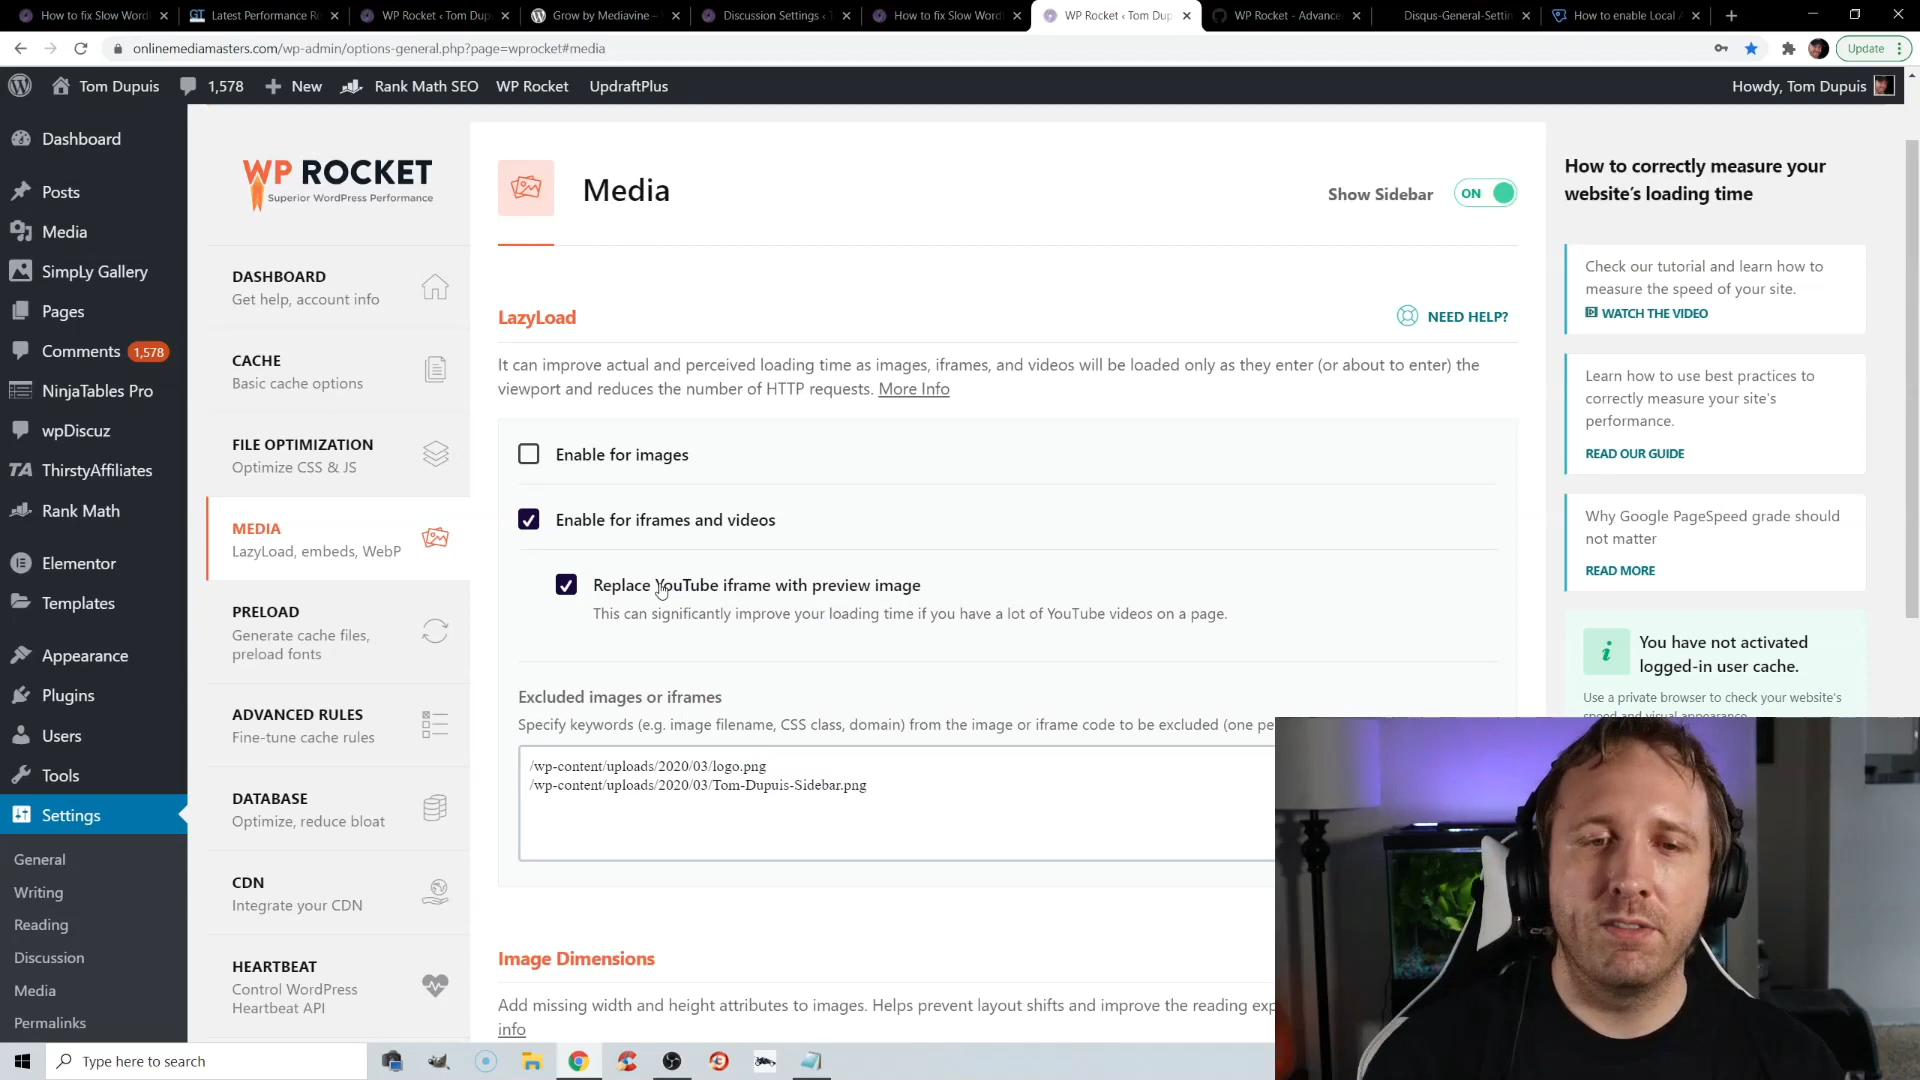 How to fix Slow Word
Latest Performance Re
WP Rocket ‹ Tom Dup
Grow by Mediavine –
Discussion Settings ‹ T
How to fix Slow Word
WP Rocket ‹ Tom Dup
WP Rocket - Advance
Disqus-General-Settin
How to enable Local A
onlinemediamasters.com/wp-admin/options-general.php?page=wprocket#media
Update
Tom Dupuis
1,578
New
Rank Math SEO
WP Rocket
UpdraftPlus
Howdy, Tom Dupuis
Dashboard
Posts
Media
SimpLy Gallery
Pages
Comments 1,578
NinjaTables Pro
wpDiscuz
TA ThirstyAffiliates
Rank Math
Elementor
Templates
Appearance
Plugins
Users
Tools
Settings
General
Writing
Reading
Discussion
Media
Permalinks
WP ROCKET
Superior WordPress Performance
DASHBOARD
Get help, account info
CACHE
Basic cache options
FILE OPTIMIZATION
Optimize CSS & JS
MEDIA
LazyLoad, embeds, WebP
PRELOAD
Generate cache files,
preload fonts
ADVANCED RULES
Fine-tune cache rules
DATABASE
Optimize, reduce bloat
CDN
Integrate your CDN
HEARTBEAT
Control WordPress
Heartbeat API
Media
Show Sidebar ON
LazyLoad
NEED HELP?
It can improve actual and perceived loading time as images, iframes, and videos will be loaded only as they enter (or about to enter) the
viewport and reduces the number of HTTP requests. More Info
Enable for images
Enable for iframes and videos
Replace YouTube iframe with preview image
This can significantly improve your loading time if you have a lot of YouTube videos on a page.
Excluded images or iframes
Specify keywords (e.g. image filename, CSS class, domain) from the image or iframe code to be excluded (one pe
/wp-content/uploads/2020/03/logo.png
/wp-content/uploads/2020/03/Tom-Dupuis-Sidebar.png
Image Dimensions
Add missing width and height attributes to images. Helps prevent layout shifts and improve the reading exp
info
How to correctly measure your
website's loading time
Check our tutorial and learn how to
measure the speed of your site.
WATCH THE VIDEO
Learn how to use best practices to
correctly measure your site's
performance.
READ OUR GUIDE
Why Google PageSpeed grade should
not matter
READ MORE
You have not activated
logged-in user cache.
Use a private browser to check your website's
speed and visual appearance.
Type here to search